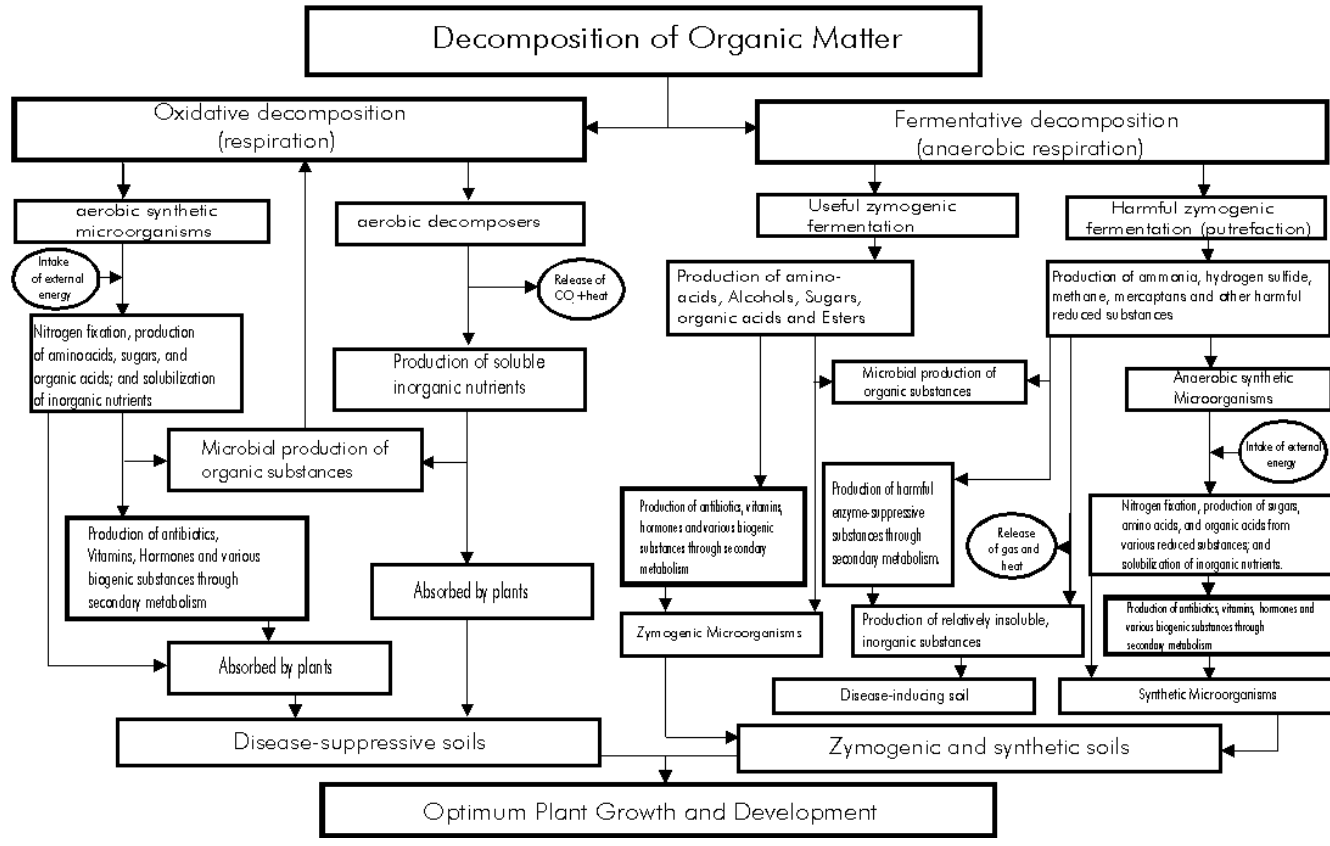 Decomposition of Organic Matter
Oxidative decomposition
(respiration)
Fermentative decomposition
(anaerobic respiration)
aerobic synthetic
microorganisms
aerobic decomposers
Useful zymogenic
fermentation
Harmful zymogenic
fermentation (putrefaction)
Intake
of external
energy
Release of
CO2 +heat
Production of amino-
acids, Alcohols, Sugars,
organic acids and Esters
Production of ammonia, hydrogen sulfide,
methane, mercaptans and other harmful
reduced substances
Nitrogen fixation, production
of aminoacids, sugars, and
organic acids; and solubilization
of inorganic nutrients
Production of soluble
inorganic nutrients
Microbial production of
organic substances
Anaerobic synthetic
Microorganisms
Microbial production of
organic substances
Intake of external
energy
Production of antibiotics,
Vitamins, Hormones and various
biogenic substances through
secondary metabolism
Absorbed by plants
Production of antibiotics, vitamins,
hormones and various biogenic
substances through secondary
metabolism
Production of harmful
enzyme-suppressive
substances through
secondary metabolism.
Release
of gas and
heat
Nitrogen fixation, production of sugars,
amino acids, and organic acids from
various reduced substances; and
solubilization of inorganic nutrients.
Absorbed by plants
Zymogenic Microorganisms
Production of relatively insoluble,
inorganic substances
Production of antibiotics, vitamins, hormones and
various biogenic substances through
secondary metabolism
Disease-inducing soil
Synthetic Microorganisms
Disease-suppressive soils
Zymogenic and synthetic soils
Optimum Plant Growth and Development